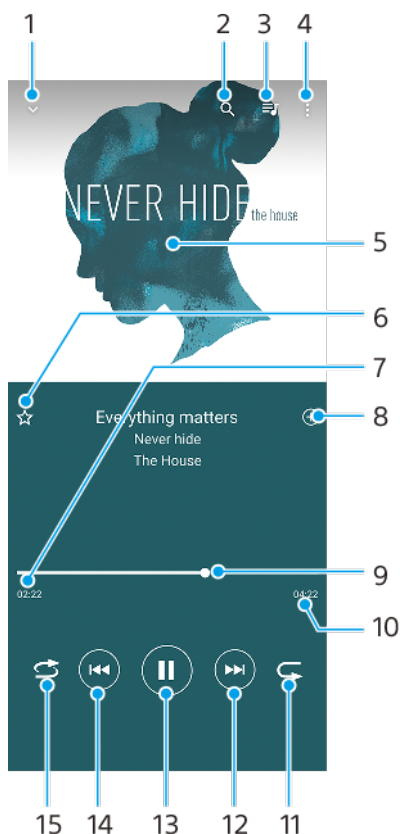 1 2 3 4
NEVER HIDE the house
5
6
7
Everything matters
8
Never hide
The House
9
02:22 04:22
10
15 14 13 12 11